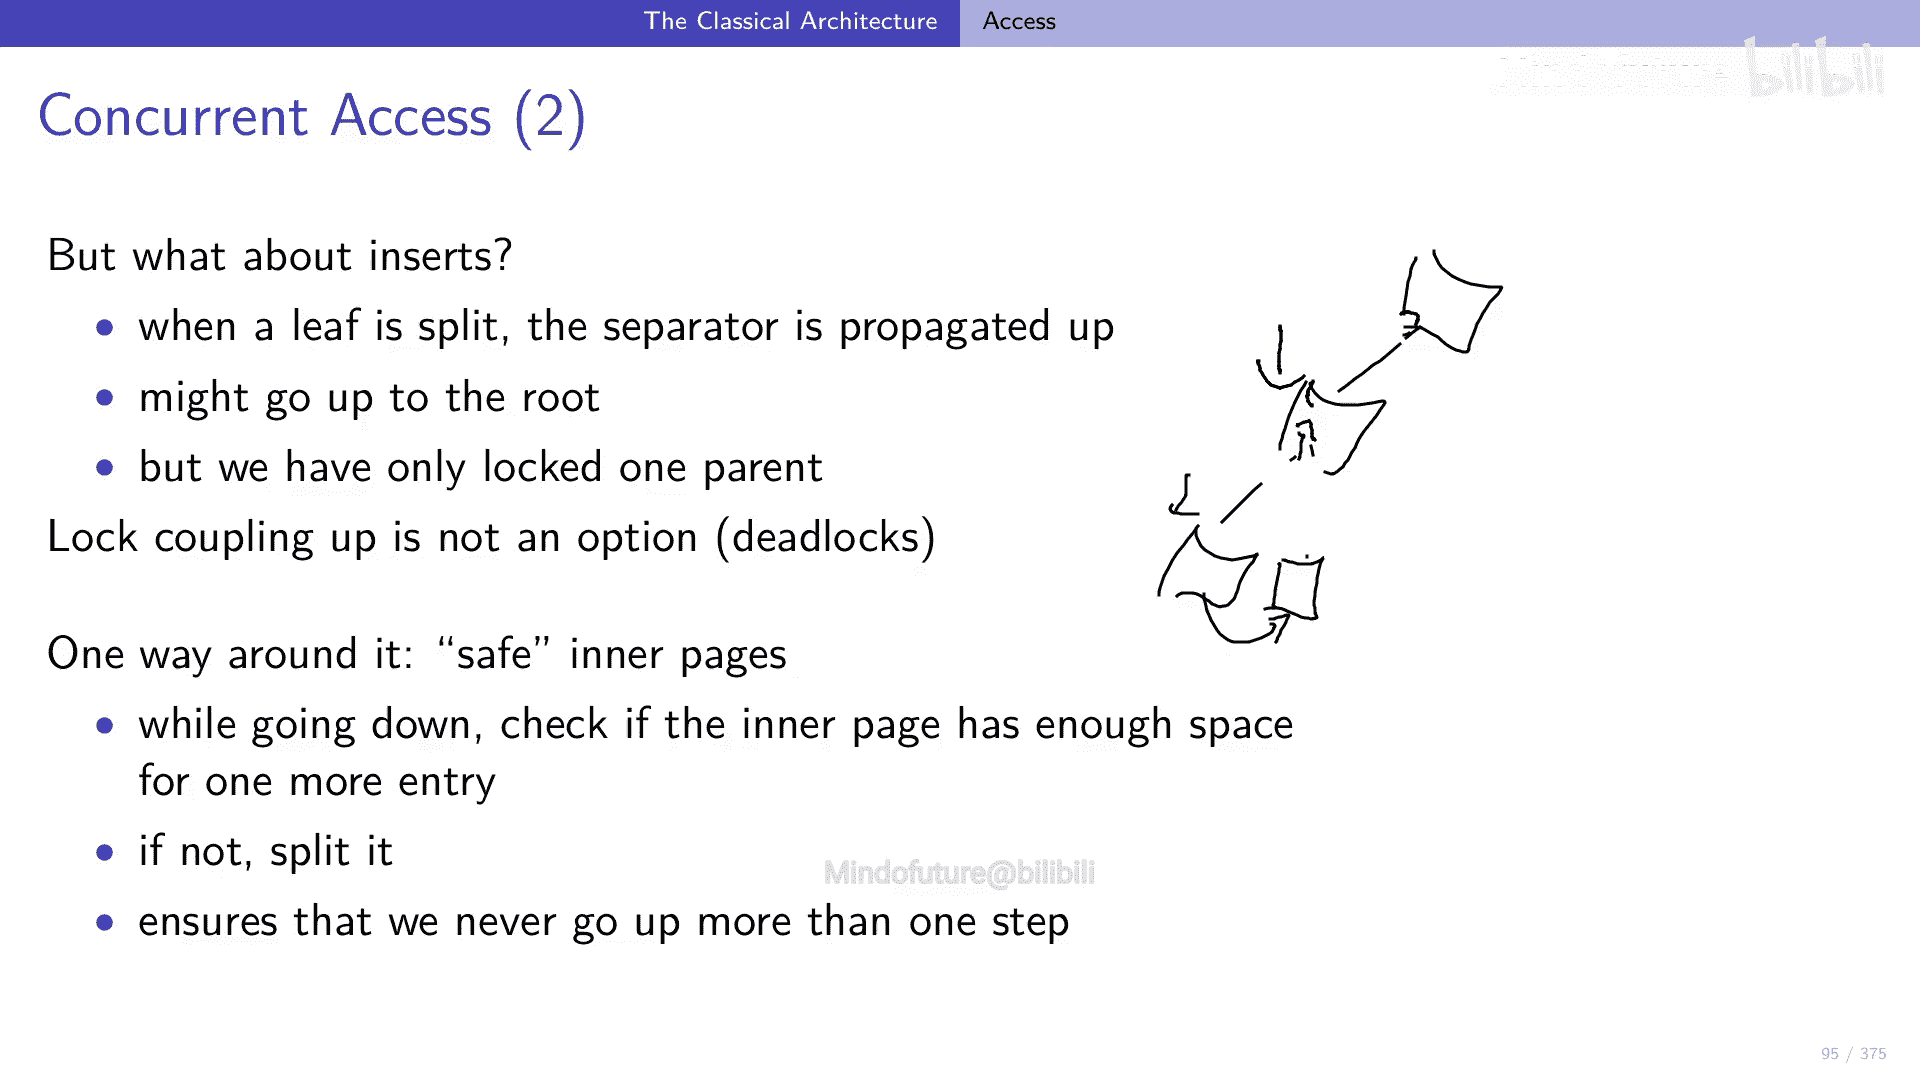 The Classical Architecture Access
bilibili
Concurrent Access (2)
But what about inserts?
• when a leaf is split, the separator is propagated up
• might go up to the root
• but we have only locked one parent
Lock coupling up is not an option (deadlocks)
One way around it: “safe” inner pages
• while going down, check if the inner page has enough space
for one more entry
• if not, split it
• ensures that we never go up more than one step
Mindofuture@bilibili
95 / 375